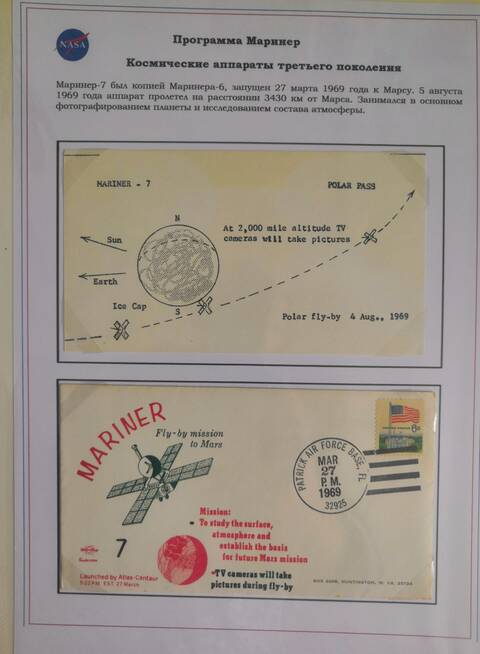 NASA
Программа Маринер
Космические аппараты третьего поколения
Маринер-7 был копией Маринера-6, запущен 27 марта 1969 года к Марсу. 5 августа
1969 года аппарат пролетел на расстоянии 3430 км от Марса. Занимался в основном
фотографированием планеты и исследованием состава атмосферы.
MARINER - 7
POLAR PASS
N
At 2,000 mile altitude TV
cameras will take pictures
Sun
Earth
Ice Cap
S
Polar fly-by 4 Aug., 1969
MARINER
Fly-by mission
to Mars
6c
PATRICK AIR FORCE BASE, FL
MAR
27
P. M.
1969
32925
Mission:
To study the surface,
atmosphere and
establish the basis
for future Mars mission
7
TV cameras will take
pictures during fly-by
Launched by Atlas-Centaur
5:22 P.M. EST. 27 March
HUNTINGTON, W. VA.